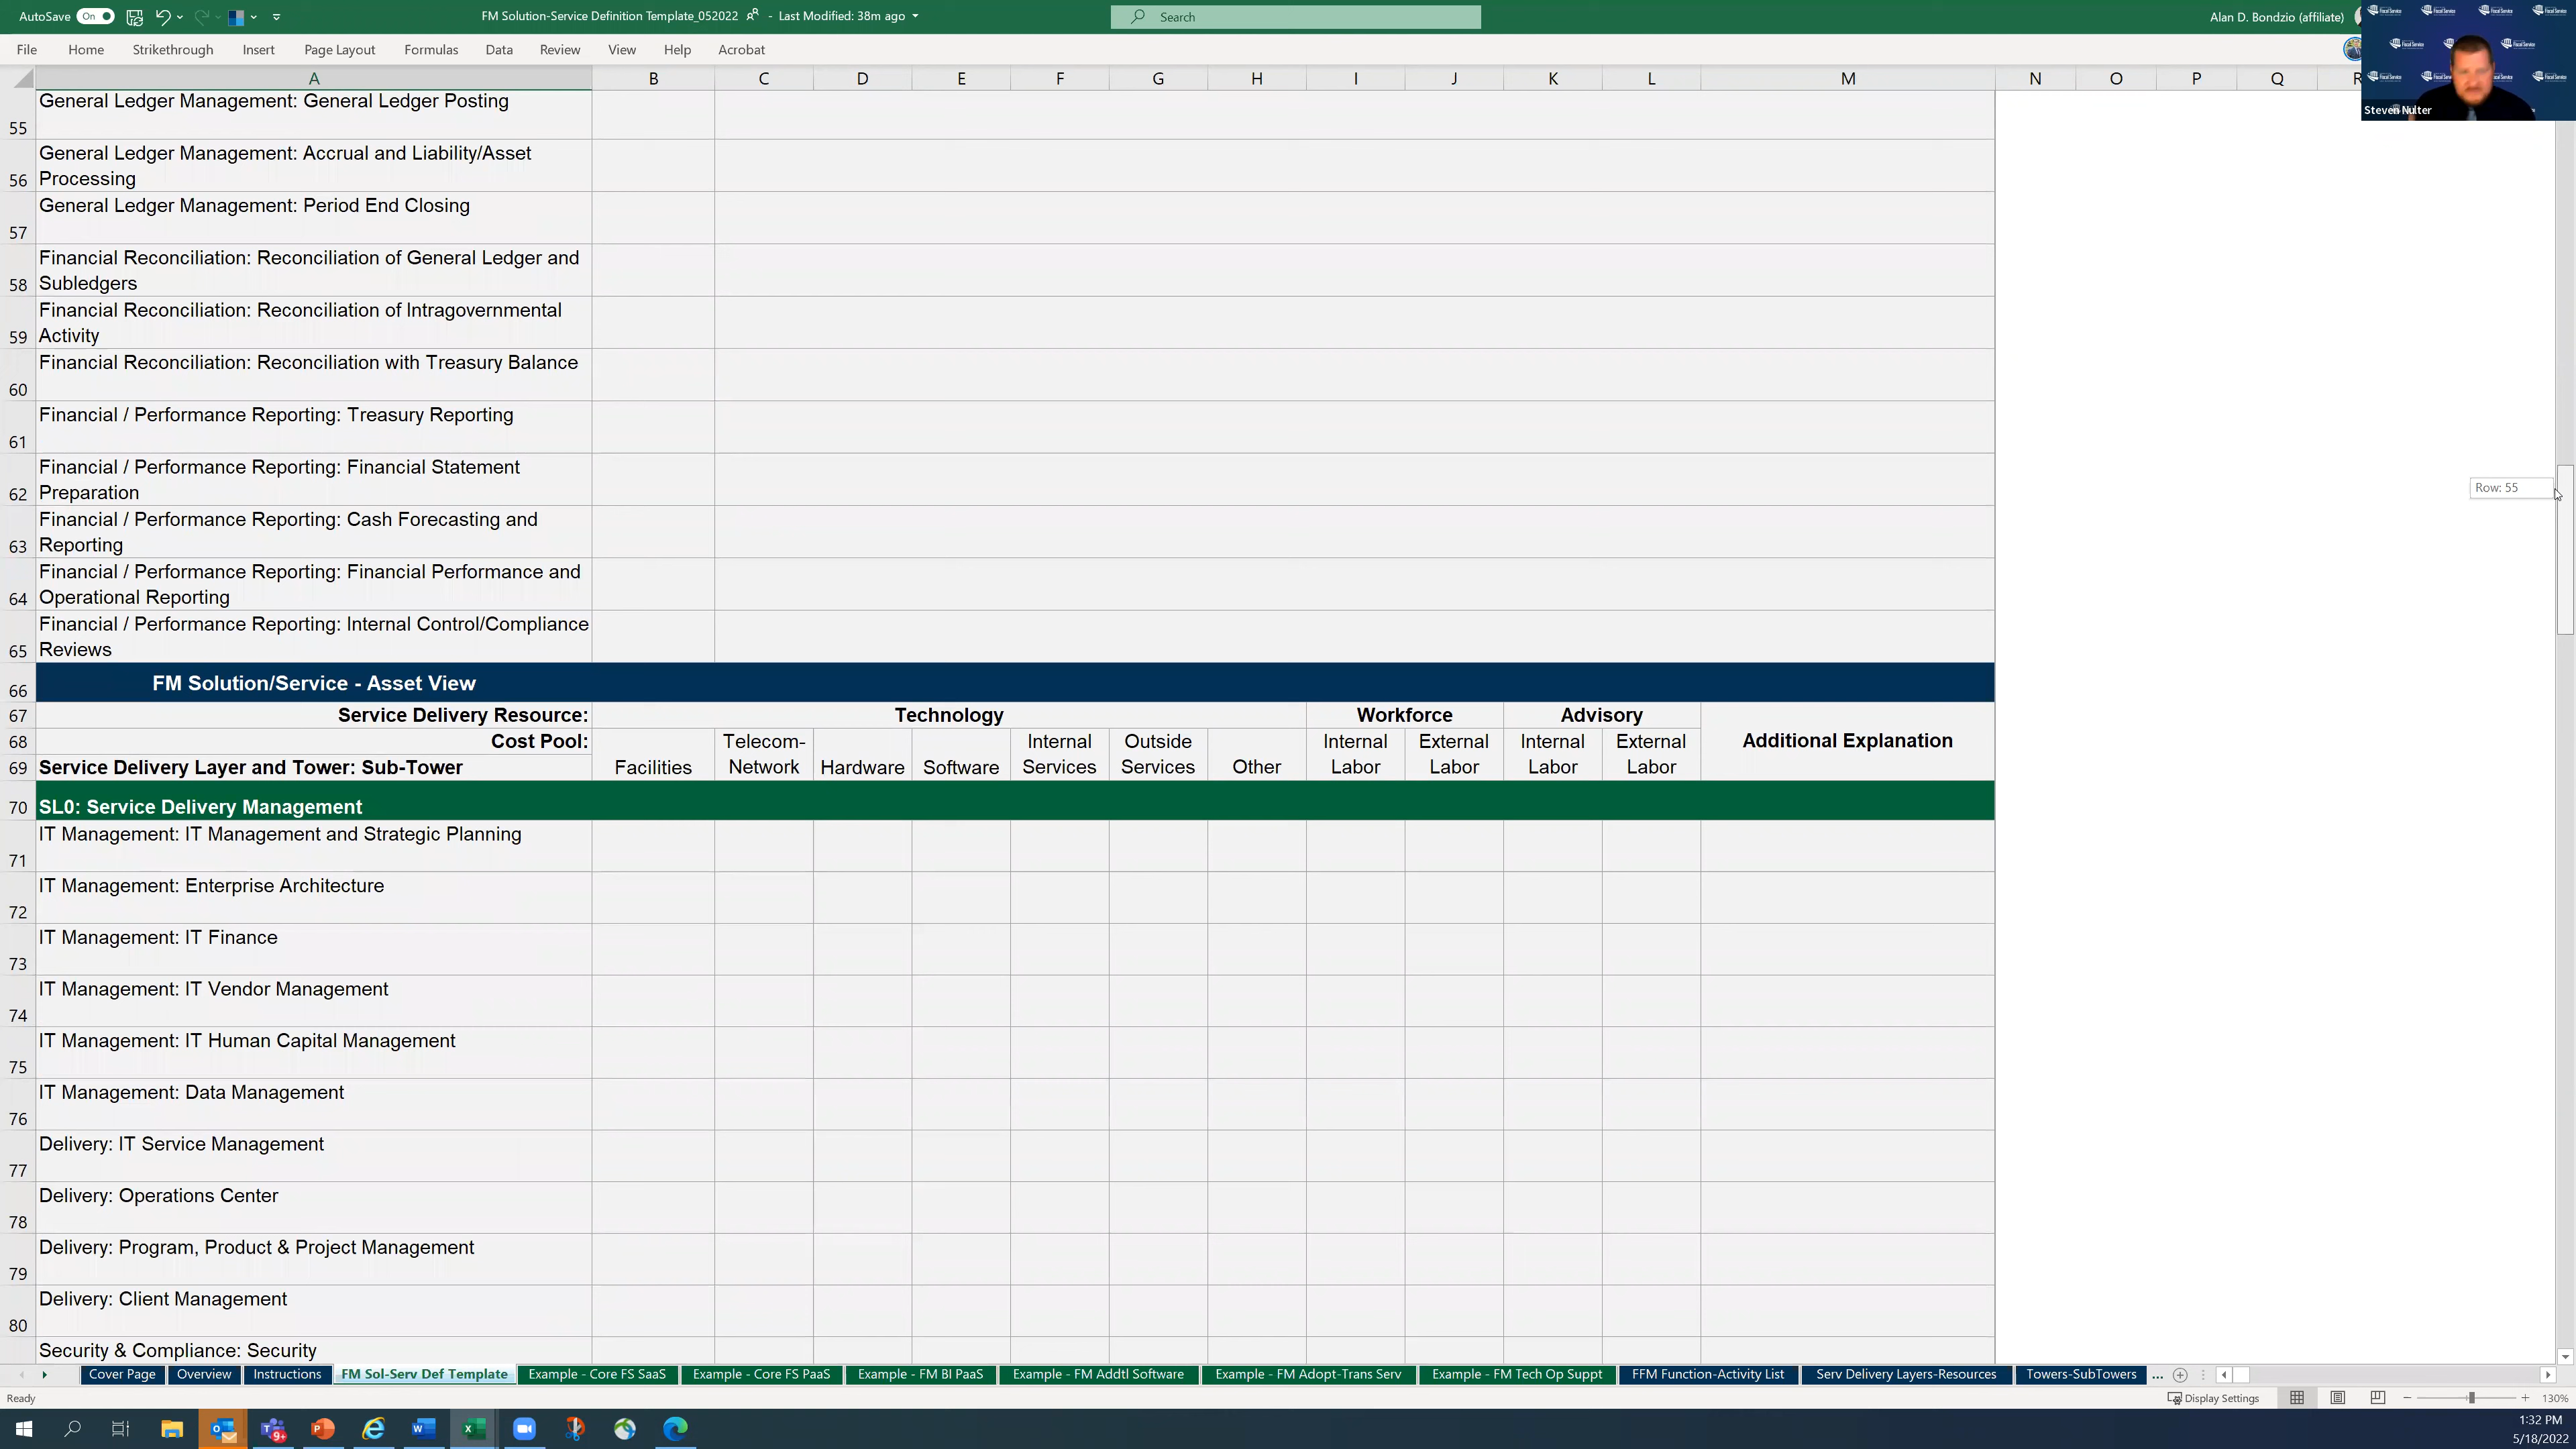 AutoSave On FM Solution-Service Definition Template_052022 - Last Modified: 38m ago Search Alan D. Bondzio (affiliate)
File Home Strikethrough Insert Page Layout Formulas Data Review View Help Acrobat
Steven Nulter
A B C D E F G H I J K L M N O P Q R
General Ledger Management: General Ledger Posting
55
General Ledger Management: Accrual and Liability/Asset
56 Processing
General Ledger Management: Period End Closing
57
Financial Reconciliation: Reconciliation of General Ledger and
58 Subledgers
Financial Reconciliation: Reconciliation of Intragovernmental
59 Activity
Financial Reconciliation: Reconciliation with Treasury Balance
60
Financial / Performance Reporting: Treasury Reporting
61
Financial / Performance Reporting: Financial Statement
62 Preparation
Row: 55
Financial / Performance Reporting: Cash Forecasting and
63 Reporting
Financial / Performance Reporting: Financial Performance and
64 Operational Reporting
Financial / Performance Reporting: Internal Control/Compliance
65 Reviews
66 FM Solution/Service - Asset View
67 Service Delivery Resource: Technology Workforce Advisory
68 Cost Pool: Telecom- Internal Outside Internal External Internal External Additional Explanation
69 Service Delivery Layer and Tower: Sub-Tower Facilities Network Hardware Software Services Services Other Labor Labor Labor Labor
70 SL0: Service Delivery Management
IT Management: IT Management and Strategic Planning
71
IT Management: Enterprise Architecture
72
IT Management: IT Finance
73
IT Management: IT Vendor Management
74
IT Management: IT Human Capital Management
75
IT Management: Data Management
76
Delivery: IT Service Management
77
Delivery: Operations Center
78
Delivery: Program, Product & Project Management
79
Delivery: Client Management
80
Security & Compliance: Security
Cover Page Overview Instructions FM Sol-Serv Def Template Example - Core FS SaaS Example - Core FS PaaS Example - FM BI PaaS Example - FM Addtl Software Example - FM Adopt-Trans Serv Example - FM Tech Op Suppt FFM Function-Activity List Serv Delivery Layers-Resources Towers-SubTowers ...
Ready Display Settings 130%
9+
1:32 PM
5/18/2022